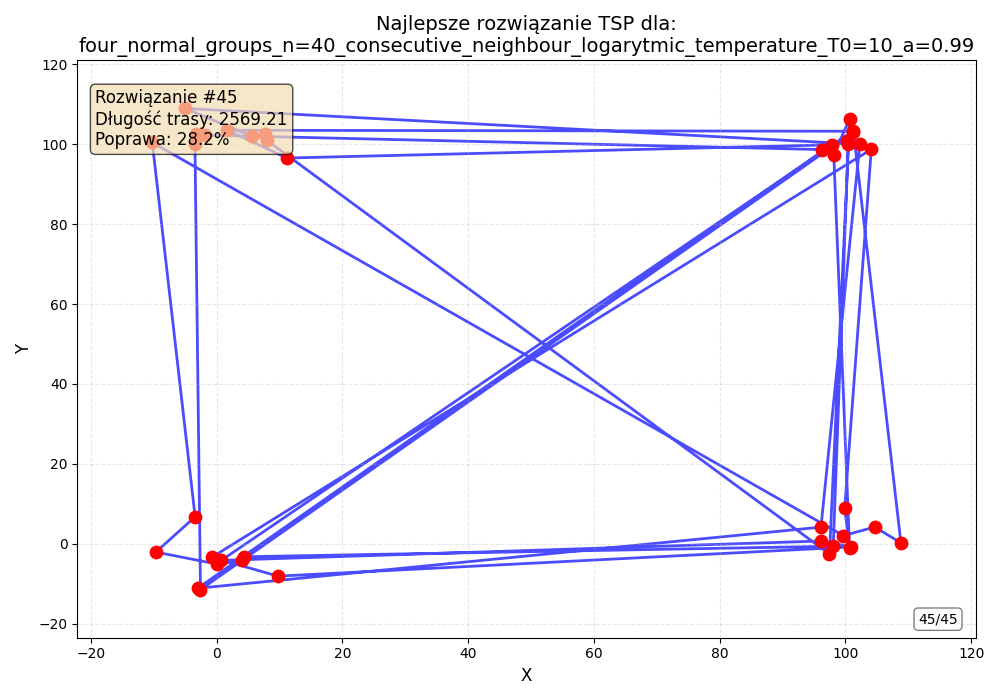 Najlepsze rozwiązanie TSP dla:
four_normal_groups_n=40_consecutive_neighbour_logarytmic_temperature_T0=10_a=0.99
120
100
80
60
40
20
0
−20
Y
Rozwiązanie #45
Długość trasy: 2569.21
Poprawa: 28.2%
45/45
−20
0
20
40
60
80
100
120
X